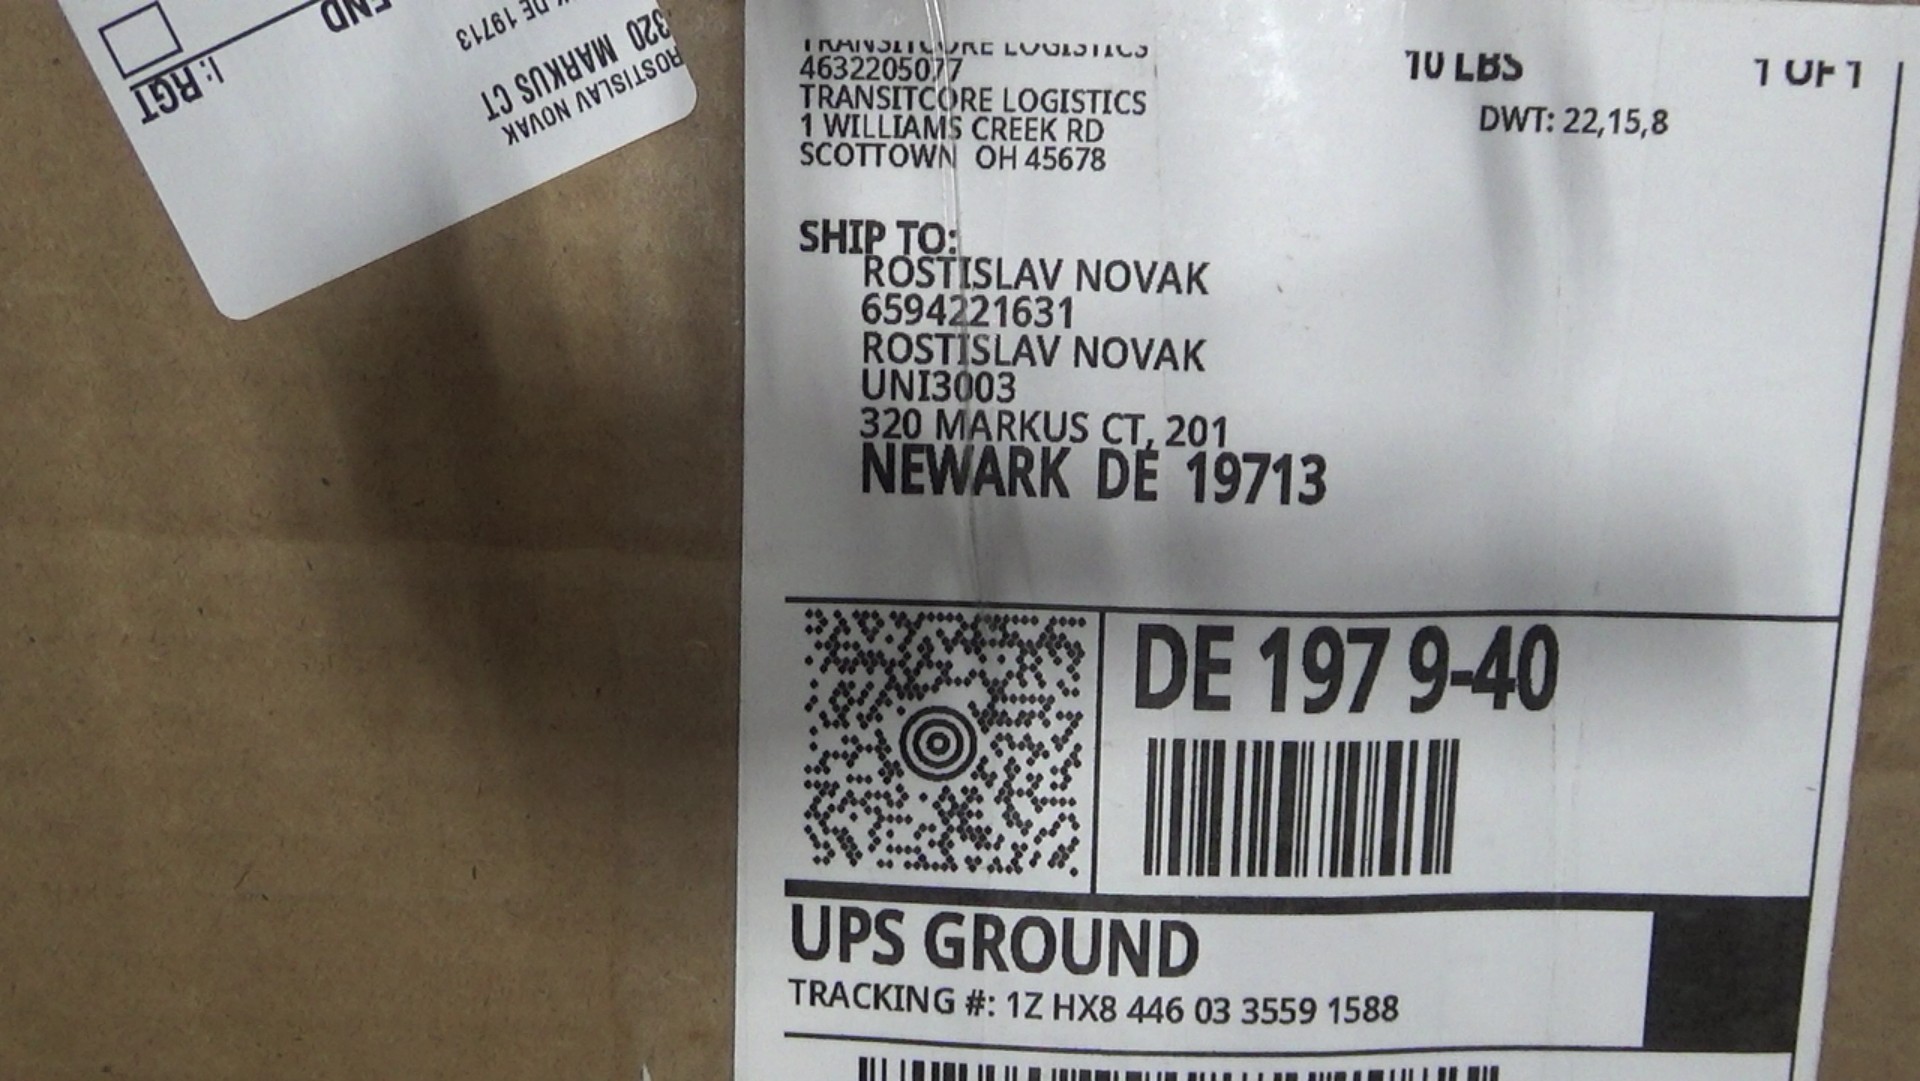 TRANSITCORE LOGISTICS
4632205077
TRANSITCORE LOGISTICS
1 WILLIAMS CREEK RD
SCOTTOWN OH 45678
10 LBS
1 OF 1
DWT: 22,15,8
SHIP TO:
ROSTISLAV NOVAK
6594221631
ROSTISLAV NOVAK
UNI3003
320 MARKUS CT, 201
NEWARK DE 19713
DE 197 9-40
UPS GROUND
TRACKING #: 1Z HX8 446 03 3559 1588
ROSTISLAV NOVAK
320 MARKUS CT
DE 19713
I: RGT